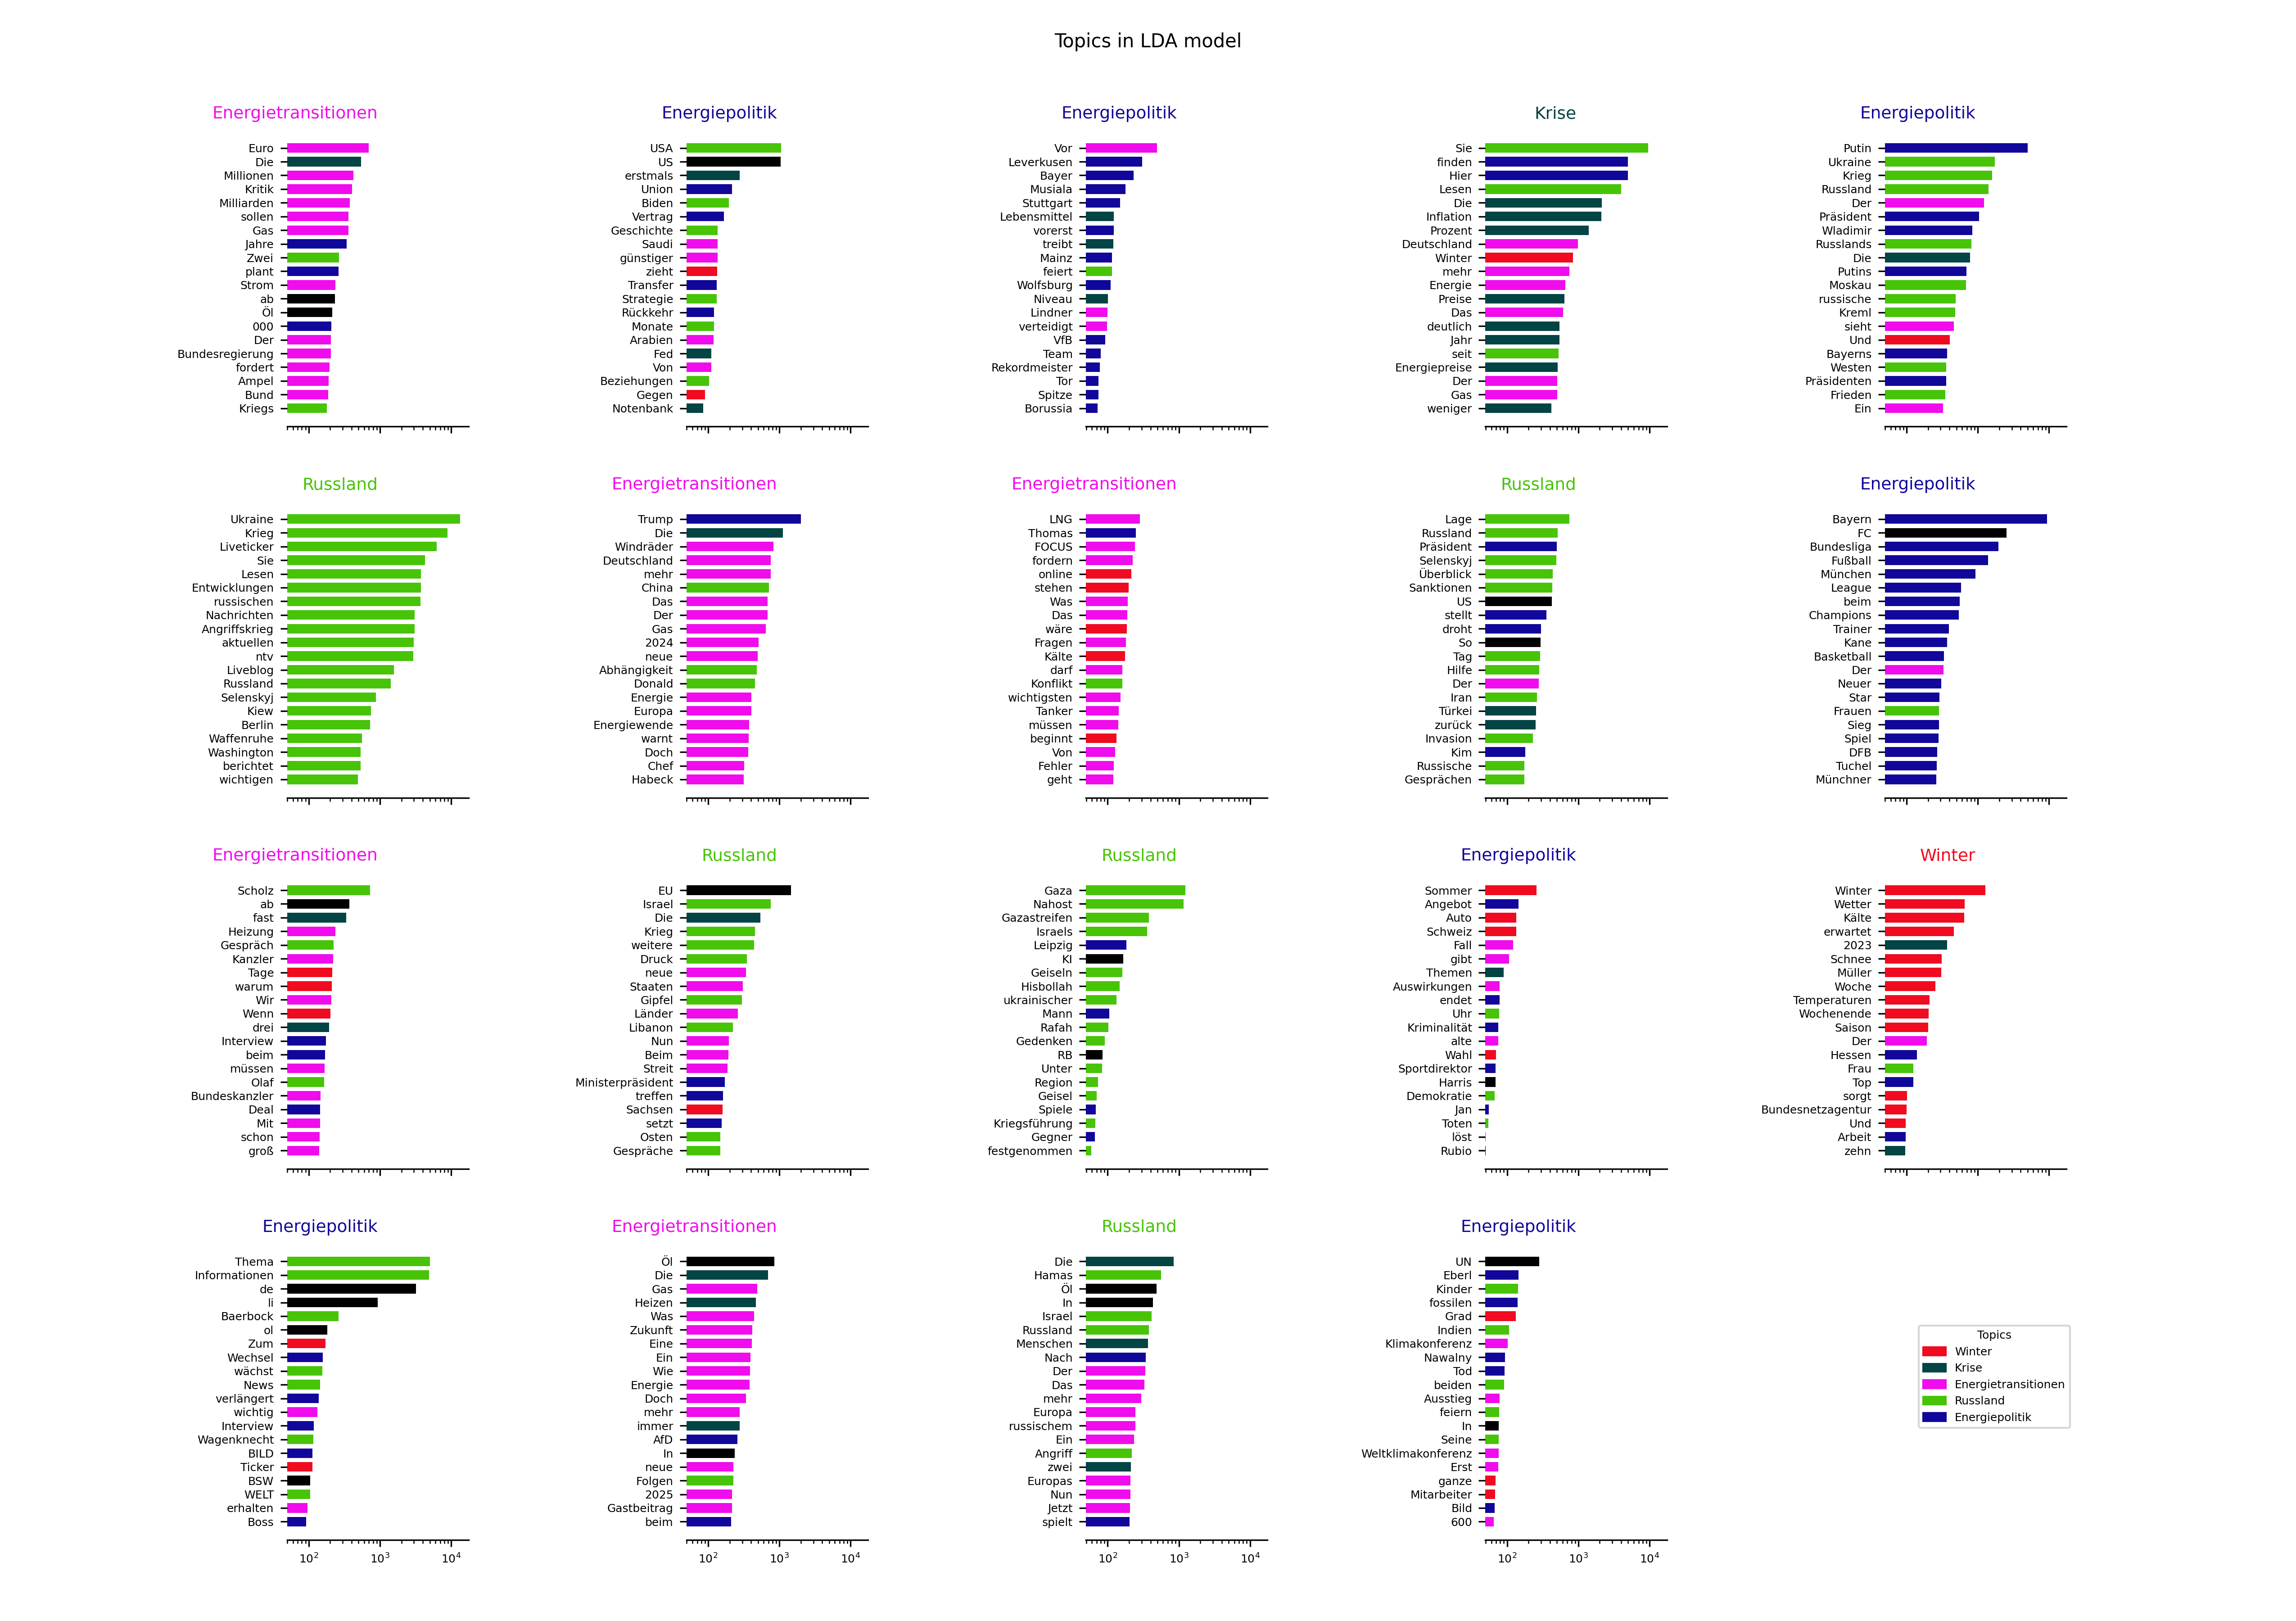 Topics in LDA model
Energietransitionen
Euro
Die
Millionen
Kritik
Milliarden
sollen
Gas
Jahre
Zwei
plant
Strom
ab
Öl
000
Der
Bundesregierung
fordert
Ampel
Bund
Kriegs
Energiepolitik
USA
US
erstmals
Union
Biden
Vertrag
Geschichte
Saudi
günstiger
zieht
Transfer
Strategie
Rückkehr
Monate
Arabien
Fed
Von
Beziehungen
Gegen
Notenbank
Energiepolitik
Vor
Leverkusen
Bayer
Musiala
Stuttgart
Lebensmittel
vorerst
treibt
Mainz
feiert
Wolfsburg
Niveau
Lindner
verteidigt
VfB
Team
Rekordmeister
Tor
Spitze
Borussia
Krise
Sie
finden
Hier
Lesen
Die
Inflation
Prozent
Deutschland
Winter
mehr
Energie
Preise
Das
deutlich
Jahr
seit
Energiepreise
Der
Gas
weniger
Energiepolitik
Putin
Ukraine
Krieg
Russland
Der
Präsident
Wladimir
Russlands
Die
Putins
Moskau
russische
Kreml
sieht
Und
Bayerns
Westen
Präsidenten
Frieden
Ein
Russland
Ukraine
Krieg
Liveticker
Sie
Lesen
Entwicklungen
russischen
Nachrichten
Angriffskrieg
aktuellen
ntv
Liveblog
Russland
Selenskyj
Kiew
Berlin
Waffenruhe
Washington
berichtet
wichtigen
Energietransitionen
Trump
Die
Windräder
Deutschland
mehr
China
Das
Der
Gas
2024
neue
Abhängigkeit
Donald
Energie
Europa
Energiewende
warnt
Doch
Chef
Habeck
Energietransitionen
LNG
Thomas
FOCUS
fordern
online
stehen
Was
Das
wäre
Fragen
Kälte
darf
Konflikt
wichtigsten
Tanker
müssen
beginnt
Von
Fehler
geht
Russland
Lage
Russland
Präsident
Selenskyj
Überblick
Sanktionen
US
stellt
droht
So
Tag
Hilfe
Der
Iran
Türkei
zurück
Invasion
Kim
Russische
Gesprächen
Energiepolitik
Bayern
FC
Bundesliga
Fußball
München
League
beim
Champions
Trainer
Kane
Basketball
Der
Neuer
Star
Frauen
Sieg
Spiel
DFB
Tuchel
Münchner
Energietransitionen
Scholz
ab
fast
Heizung
Gespräch
Kanzler
Tage
warum
Wir
Wenn
drei
Interview
beim
müssen
Olaf
Bundeskanzler
Deal
Mit
schon
groß
Russland
EU
Israel
Die
Krieg
weitere
Druck
neue
Staaten
Gipfel
Länder
Libanon
Nun
Beim
Streit
Ministerpräsident
treffen
Sachsen
setzt
Osten
Gespräche
Russland
Gaza
Nahost
Gazastreifen
Israels
Leipzig
KI
Geiseln
Hisbollah
ukrainischer
Mann
Rafah
Gedenken
RB
Unter
Region
Geisel
Spiele
Kriegsführung
Gegner
festgenommen
Energiepolitik
Sommer
Angebot
Auto
Schweiz
Fall
gibt
Themen
Auswirkungen
endet
Uhr
Kriminalität
alte
Wahl
Sportdirektor
Harris
Demokratie
Jan
Toten
löst
Rubio
Winter
Winter
Wetter
Kälte
erwartet
2023
Schnee
Müller
Woche
Temperaturen
Wochenende
Saison
Der
Hessen
Frau
Top
sorgt
Bundesnetzagentur
Und
Arbeit
zehn
Energiepolitik
Thema
Informationen
de
li
Baerbock
ol
Zum
Wechsel
wächst
News
verlängert
wichtig
Interview
Wagenknecht
BILD
Ticker
BSW
WELT
erhalten
Boss
10² 10³ 10⁴
Energietransitionen
Öl
Die
Gas
Heizen
Was
Zukunft
Eine
Ein
Wie
Energie
Doch
mehr
immer
AfD
In
neue
Folgen
2025
Gastbeitrag
beim
10² 10³ 10⁴
Russland
Die
Hamas
Öl
In
Israel
Russland
Menschen
Nach
Der
Das
mehr
Europa
russischem
Ein
Angriff
zwei
Europas
Nun
Jetzt
spielt
10² 10³ 10⁴
Energiepolitik
UN
Eberl
Kinder
fossilen
Grad
Indien
Klimakonferenz
Nawalny
Tod
beiden
Ausstieg
feiern
In
Seine
Weltklimakonferenz
Erst
ganze
Mitarbeiter
Bild
600
10² 10³ 10⁴
Topics
Winter
Krise
Energietransitionen
Russland
Energiepolitik